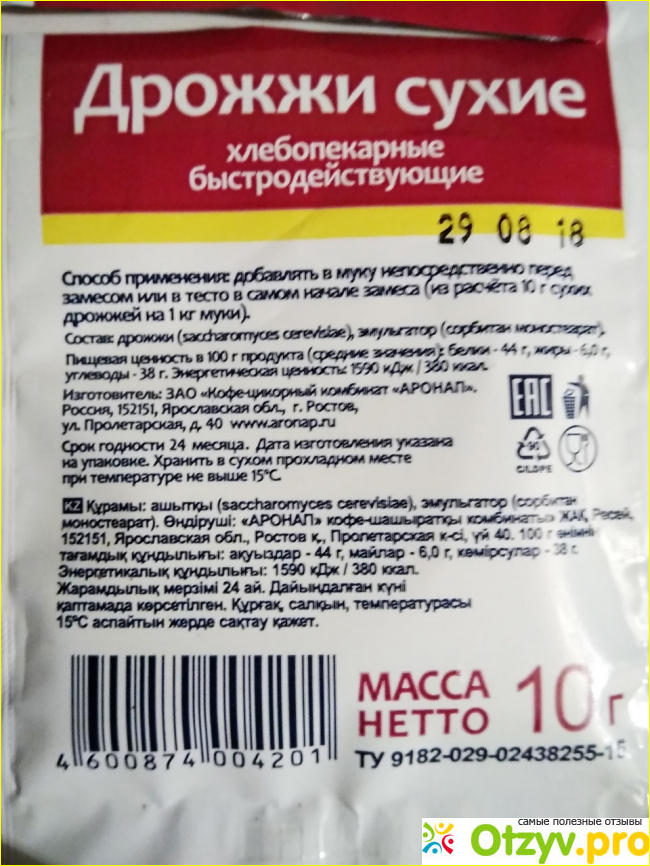 Дрожжи сухие
хлебопекарные
быстродействующие
29 08 18
Способ применения: добавлять в муку непосредственно перед
замесом или в тесто в самом начале замеса (из расчёта 10 г сухих
дрожжей на 1 кг муки).
Состав: дрожжи (saccharomyces cerevisiae), эмульгатор (сорбитан моностеарат).
Пищевая ценность в 100 г продукта (средние значения): белки - 44 г, жиры - 6,0 г,
углеводы - 38 г. Энергетическая ценность: 1590 кДж / 380 ккал.
Изготовитель: ЗАО «Кофе-цикорный комбинат «АРОНАП».
Россия, 152151, Ярославская обл., г. Ростов,
ул. Пролетарская, д. 40 www.aronap.ru
Срок годности 24 месяца. Дата изготовления указана
на упаковке. Хранить в сухом прохладном месте
при температуре не выше 15°С.
EAC
C/LDPE
KZ Құрамы: ашытқы (saccharomyces cerevisiae), эмульгатор (сорбитан
моностеарат). Өндіруші: «АРОНАП» кофе-шашыратқы комбинаты» ЖАҚ, Ресей,
152151, Ярославская обл., Ростов қ., Пролетарская к-сі, үй 40. 100 г өнімнің
тағамдық құндылығы: ақуыздар - 44 г, майлар - 6,0 г, көмірсулар - 38 г.
Энергетикалық құндылығы: 1590 кДж / 380 ккал.
Жарамдылық мерзімі 24 ай. Дайындалған күні
қаптамада көрсетілген. Құрғақ, салқын, температурасы
15°С аспайтын жерде сақтау қажет.
МАССА НЕТТО 10 г
4 600874 004201
ТУ 9182-029-02438255-15
самые полезные отзывы
Otzyv.pro